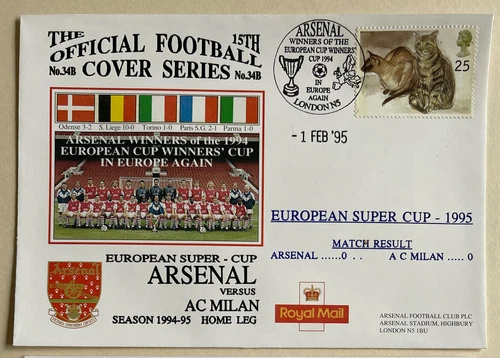 THE 15TH
OFFICIAL FOOTBALL
No.34B COVER SERIES No.34B
Odense 3-2 S. Liege 10-0 Torino 1-0 Paris S.G. 2-1 Parma 1-0
ARSENAL WINNERS of the 1994
EUROPEAN CUP WINNERS' CUP
IN EUROPE AGAIN
EUROPEAN SUPER - CUP
ARSENAL
VERSUS
AC MILAN
SEASON 1994-95 HOME LEG
Arsenal
ARSENAL
WINNERS OF THE
EUROPEAN CUP WINNERS'
CUP 1994
IN
EUROPE
AGAIN
LONDON N5
25
- 1 FEB '95
EUROPEAN SUPER CUP - 1995
MATCH RESULT
ARSENAL ......0 . . A C MILAN ..... 0
Royal Mail
ARSENAL FOOTBALL CLUB PLC
ARSENAL STADIUM, HIGHBURY
LONDON N5 1BU